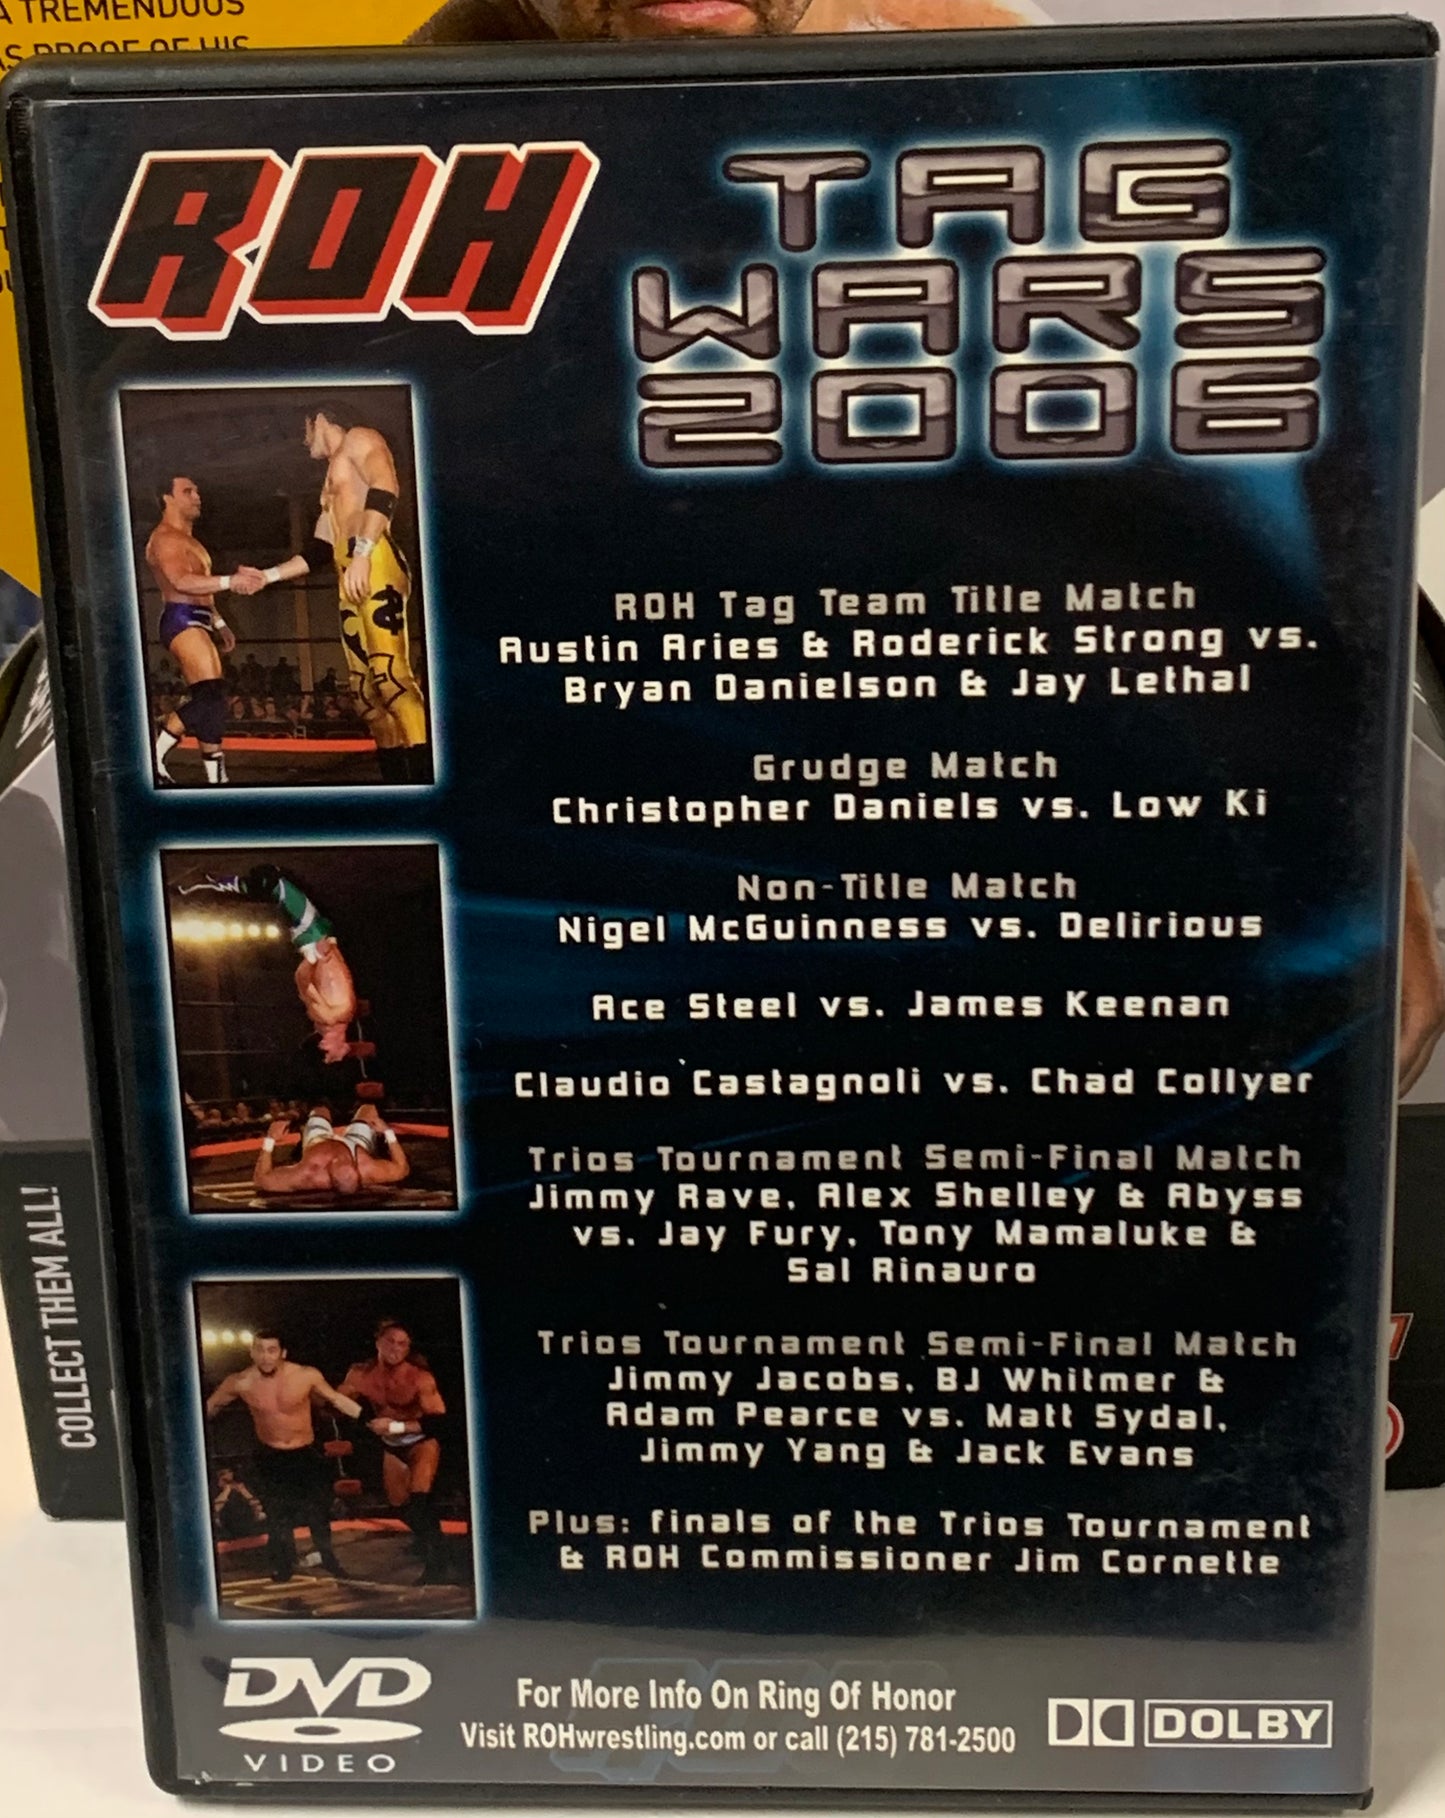 A TREMENDOUS
AS PROOF OF HIS
ROH
TAG
WARS
2006
ROH Tag Team Title Match
Austin Aries & Roderick Strong vs.
Bryan Danielson & Jay Lethal
Grudge Match
Christopher Daniels vs. Low Ki
Non-Title Match
Nigel McGuinness vs. Delirious
Ace Steel vs. James Keenan
Claudio Castagnoli vs. Chad Collyer
Trios Tournament Semi-Final Match
Jimmy Rave, Alex Shelley & Abyss
vs. Jay Fury, Tony Mamaluke &
Sal Rinauro
Trios Tournament Semi-Final Match
Jimmy Jacobs, BJ Whitmer &
Adam Pearce vs. Matt Sydal,
Jimmy Yang & Jack Evans
Plus: finals of the Trios Tournament
& ROH Commissioner Jim Cornette
COLLECT THEM ALL!
DVD
VIDEO
For More Info On Ring Of Honor
Visit ROHwrestling.com or call (215) 781-2500
DOLBY